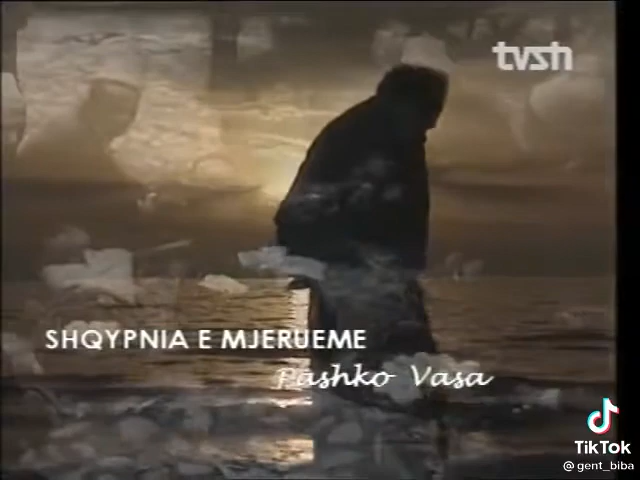 tvsh
SHQYPNIA E MJERUEME
Pashko Vasa
TikTok
@gent_biba